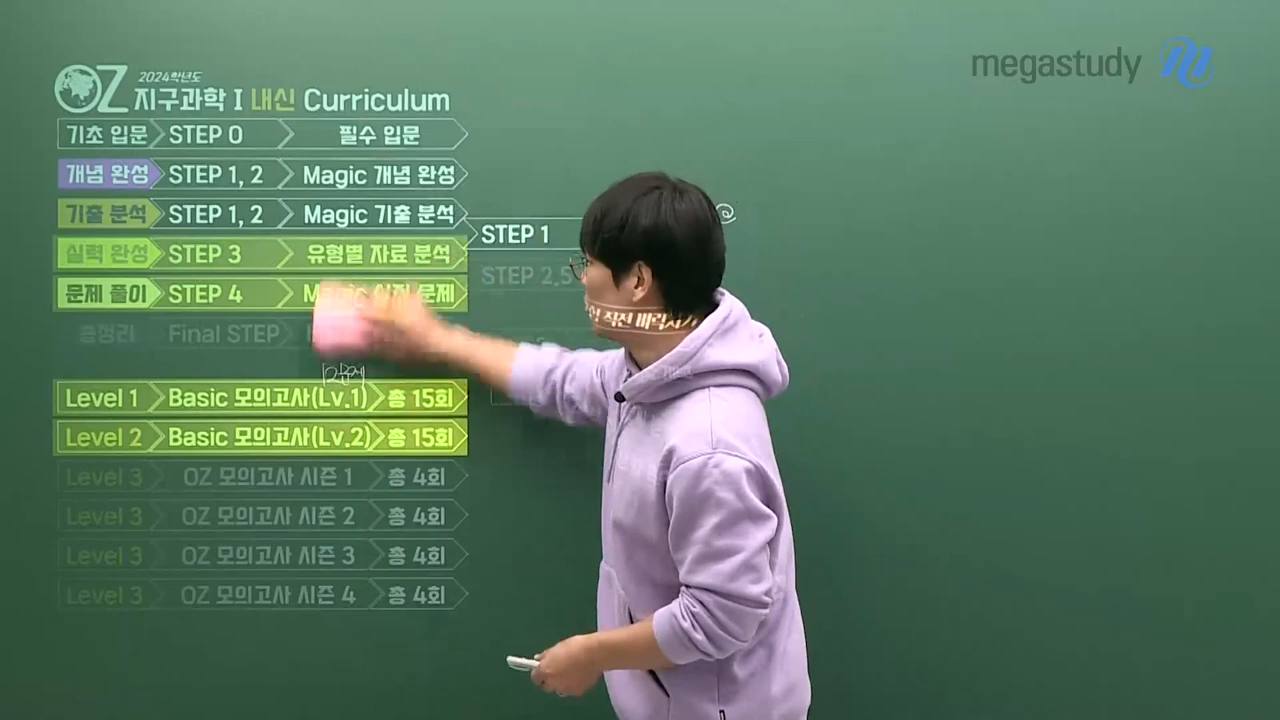 megastudy
OZ 2024학년도
지구과학 I 내신 Curriculum
기초 입문 STEP 0 필수 입문
개념 완성 STEP 1, 2 Magic 개념 완성
기출 분석 STEP 1, 2 Magic 기출 분석
STEP 1
실력 완성 STEP 3 유형별 자료 분석
STEP 2.5
문제 풀이 STEP 4 문제
직전
총정리 Final STEP
Level 1 Basic 모의고사(Lv.1) 총 15회
Level 2 Basic 모의고사(Lv.2) 총 15회
Level 3 OZ 모의고사 시즌 1 총 4회
Level 3 OZ 모의고사 시즌 2 총 4회
Level 3 OZ 모의고사 시즌 3 총 4회
Level 3 OZ 모의고사 시즌 4 총 4회